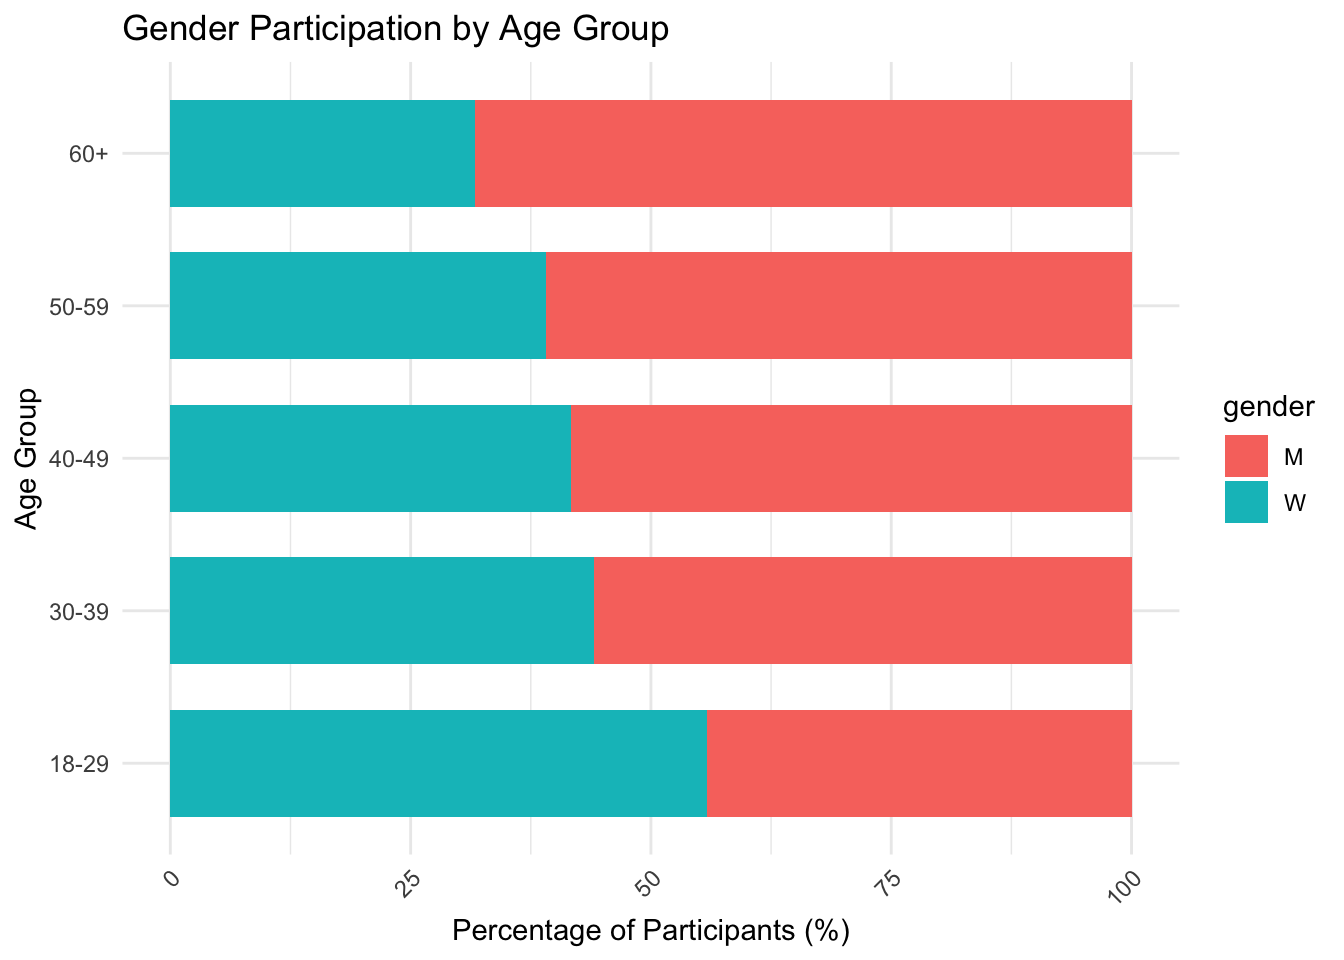 Gender Participation by Age Group
60+
50-59
40-49
30-39
18-29
Age Group
0
25
50
75
100
Percentage of Participants (%)
gender
M
W